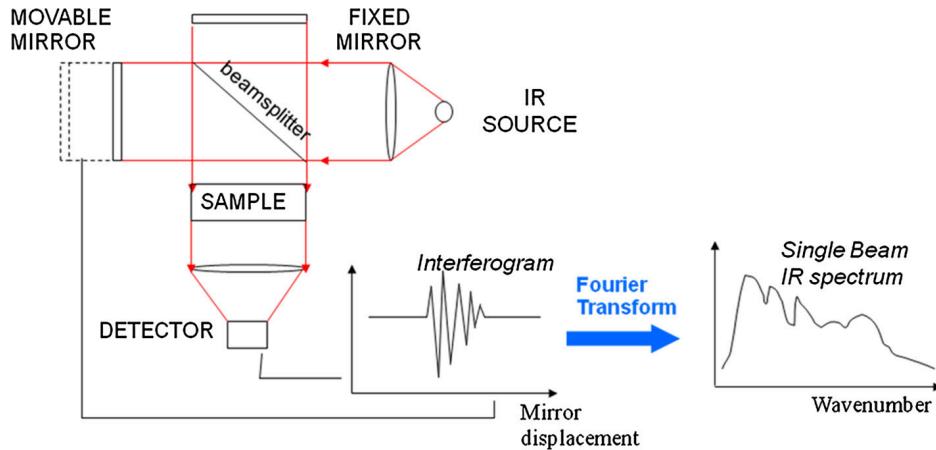 MOVABLE
MIRROR
FIXED
MIRROR
beamsplitter
IR
SOURCE
SAMPLE
DETECTOR
Interferogram
Mirror
displacement
Fourier
Transform
Single Beam
IR spectrum
Wavenumber